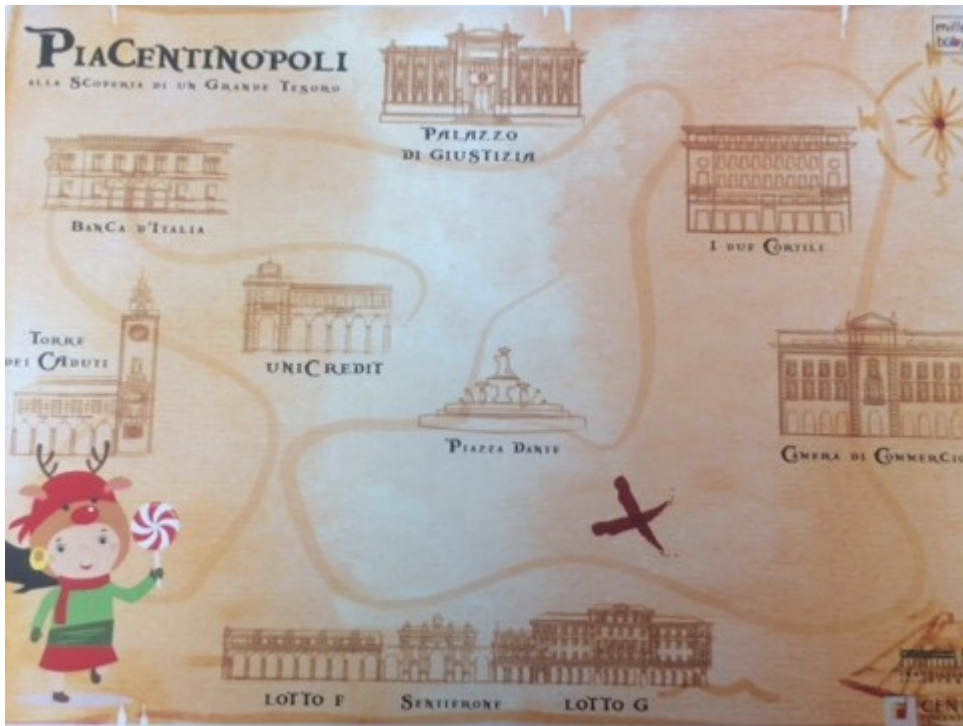 PIACENTINOPOLI
ALLA SCOPERTA DI UN GRANDE TESORO
PALAZZO
DI GIUSTIZIA
BANCA D'ITALIA
I DUE CORTILI
TORRE
DEI CADUTI
UNICREDIT
PIAZZA DANTE
CAMERA DI COMMERCIO
LOTTO F
SENTIERONE
LOTTO G
S